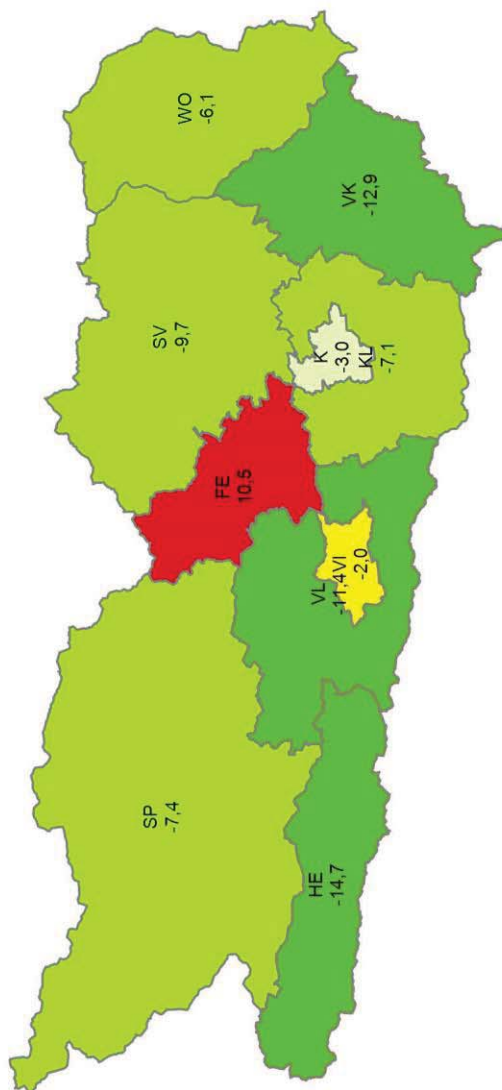 WO
-6,1
SV
-9,7
VK
-12,9
K
-3,0
KL
-7,1
FE
10,5
VL
-11,4
VI
-2,0
SP
-7,4
HE
-14,7